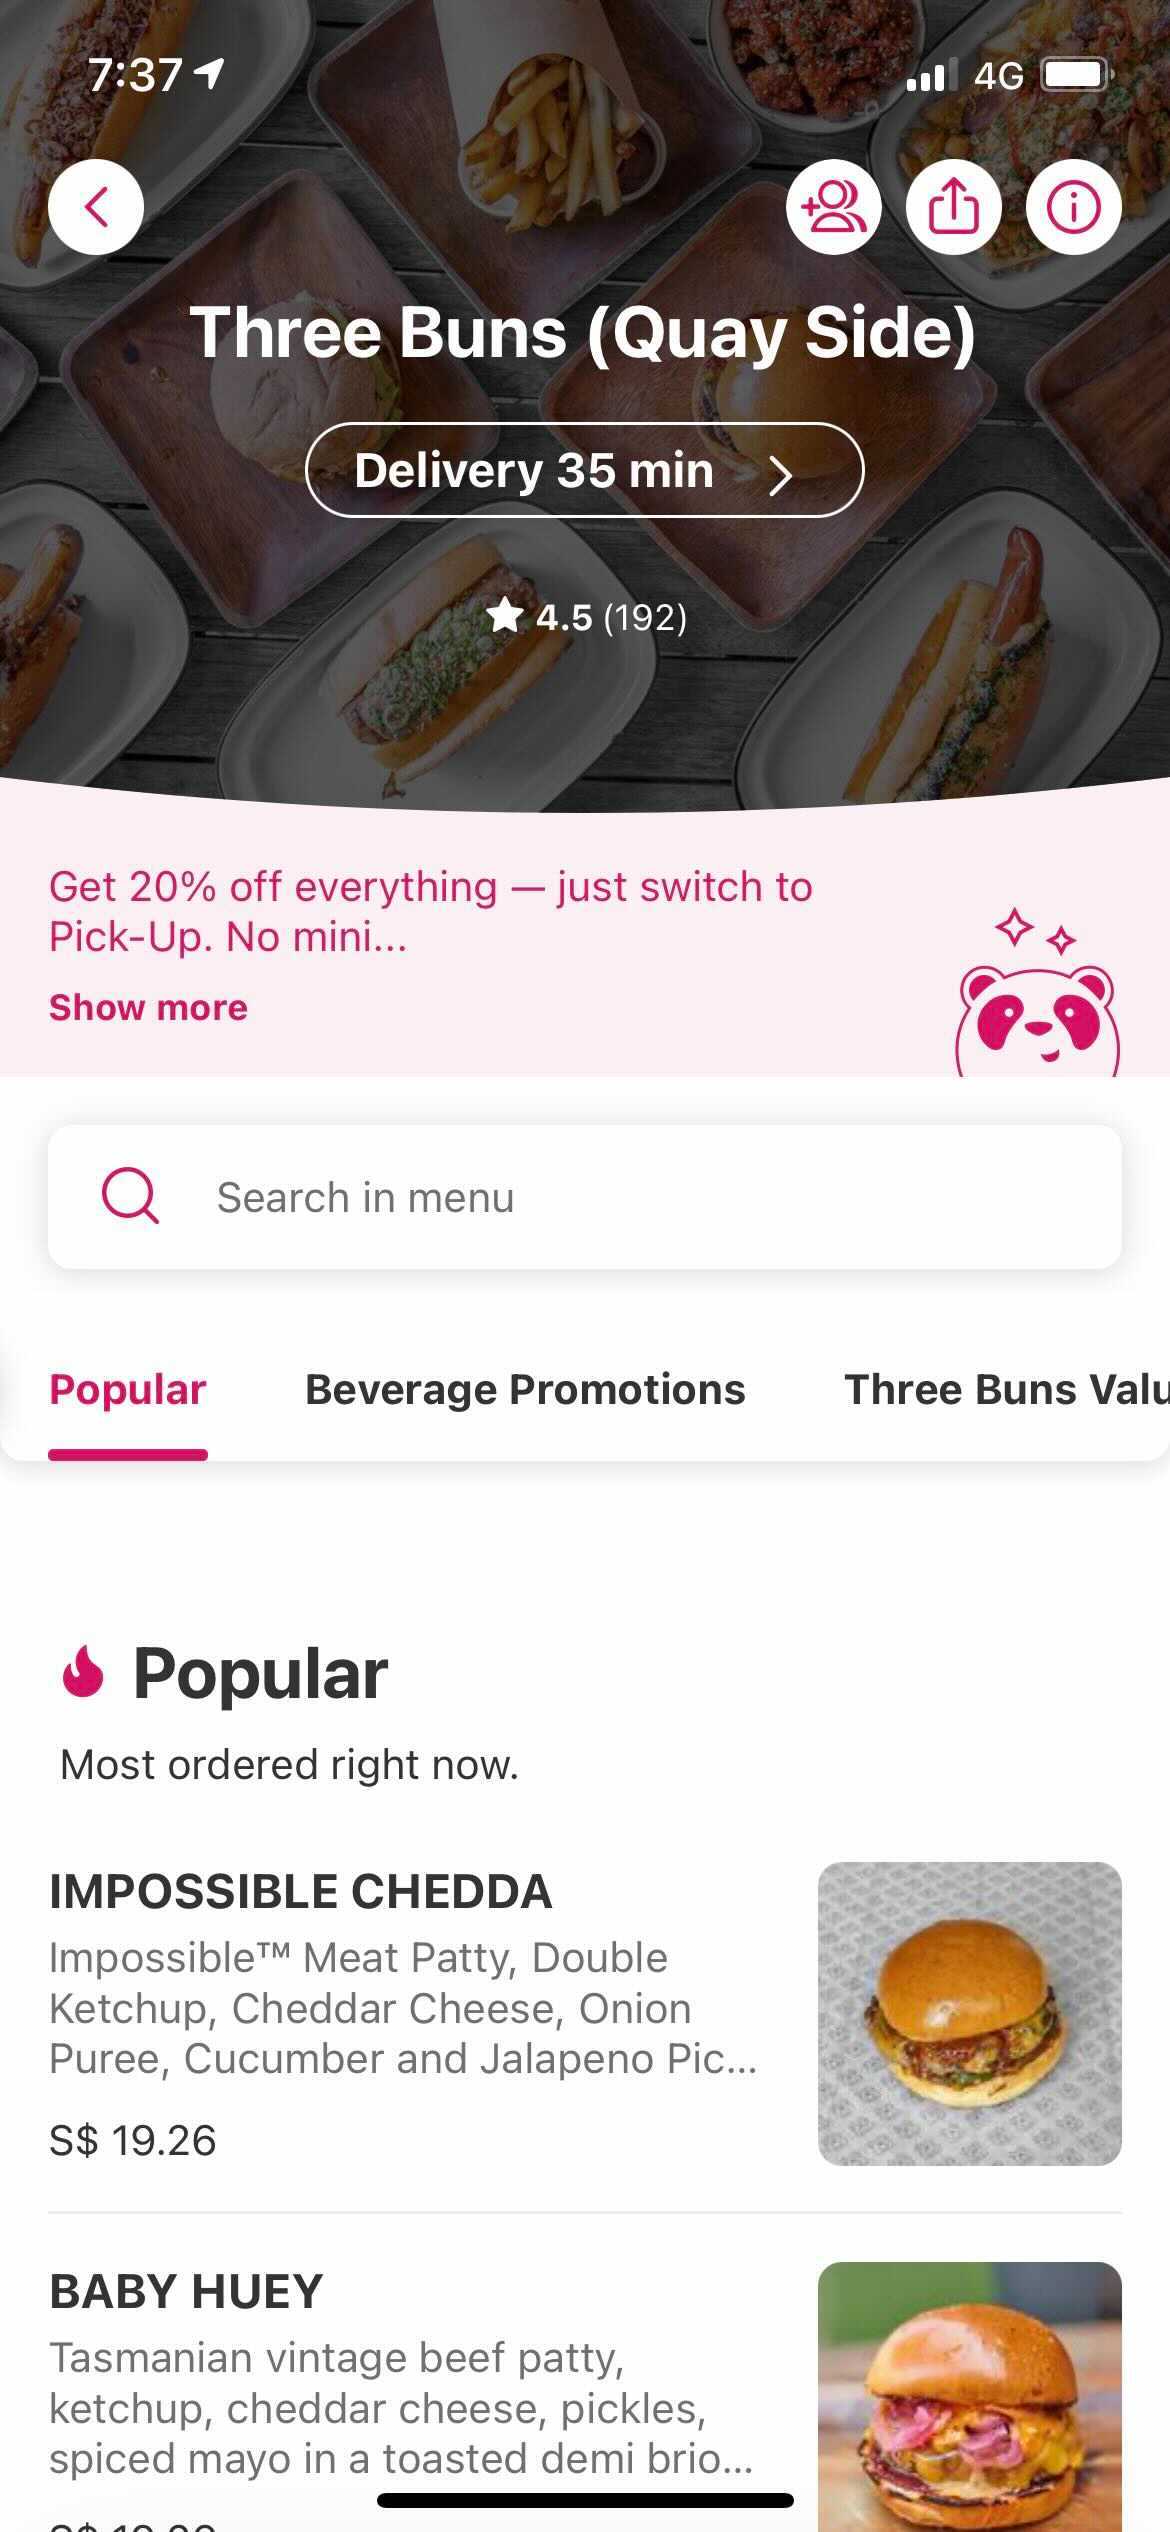 7:37
4G
Three Buns (Quay Side)
Delivery 35 min
4.5 (192)
Get 20% off everything — just switch to
Pick-Up. No mini...
Show more
Search in menu
Popular
Beverage Promotions
Three Buns Valu
Popular
Most ordered right now.
IMPOSSIBLE CHEDDA
Impossible™ Meat Patty, Double
Ketchup, Cheddar Cheese, Onion
Puree, Cucumber and Jalapeno Pic...
S$ 19.26
BABY HUEY
Tasmanian vintage beef patty,
ketchup, cheddar cheese, pickles,
spiced mayo in a toasted demi brio...